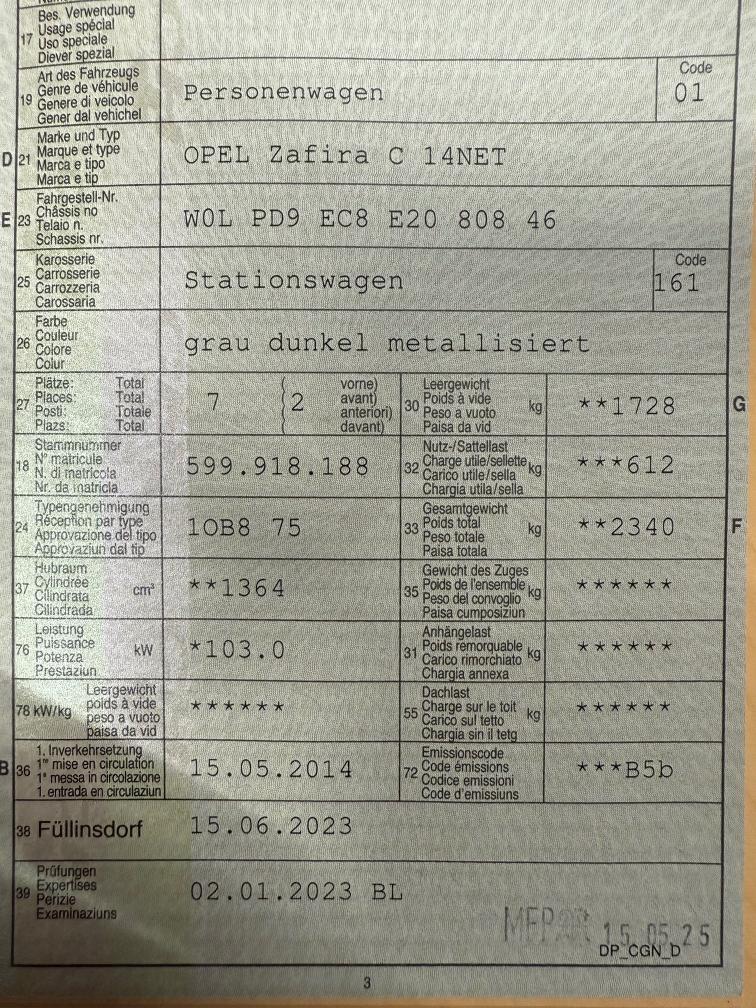 17 Bes. Verwendung
Usage spécial
Uso speciale
Diever spezial
19 Art des Fahrzeugs
Genre de véhicule
Genere di veicolo
Gener dal vehichel
Personenwagen
Code
01
D 21 Marke und Typ
Marque et type
Marca e tipo
Marca e tip
OPEL Zafira C 14NET
E 23 Fahrgestell-Nr.
Châssis no
Telaio n.
Schassis nr.
W0L PD9 EC8 E20 808 46
25 Karosserie
Carrosserie
Carrozzeria
Carossaria
Stationswagen
Code
161
26 Farbe
Couleur
Colore
Colur
grau dunkel metallisiert
27 Plätze: Total
Places: Total
Posti: Totale
Plazs: Total
7 ( 2 vorne)
avant)
anteriori)
davant)
30 Leergewicht
Poids à vide
Peso a vuoto
Paisa da vid
kg
**1728
G
18 Stammnummer
N° matricule
N. di matricola
Nr. da matricla
599.918.188
32 Nutz-/Sattellast
Charge utile/sellette
Carico utile/sella
Chargia utila/sella
kg
***612
24 Typengenehmigung
Réception par type
Approvazione del tipo
Approvaziun dal tip
1OB8 75
33 Gesamtgewicht
Poids total
Peso totale
Paisa totala
kg
**2340
F
37 Hubraum
Cylindrée
Cilindrata
Cilindrada
cm³
**1364
35 Gewicht des Zuges
Poids de l'ensemble
Peso del convoglio
Paisa cumposiziun
kg
******
76 Leistung
Puissance
Potenza
Prestaziun
kW
*103.0
31 Anhängelast
Poids remorquable
Carico rimorchiato
Chargia annexa
kg
******
78 kW/kg Leergewicht
poids à vide
peso a vuoto
paisa da vid
******
55 Dachlast
Charge sur le toit
Carico sul tetto
Chargia sin il tetg
kg
******
B 36 1. Inverkehrsetzung
1re mise en circulation
1a messa in circolazione
1. entrada en circulaziun
15.05.2014
72 Emissionscode
Code émissions
Codice emissioni
Code d'emissiuns
***B5b
38 Füllinsdorf
15.06.2023
39 Prüfungen
Expertises
Perizie
Examinaziuns
02.01.2023 BL
15.05.25
DP_CGN_D
3